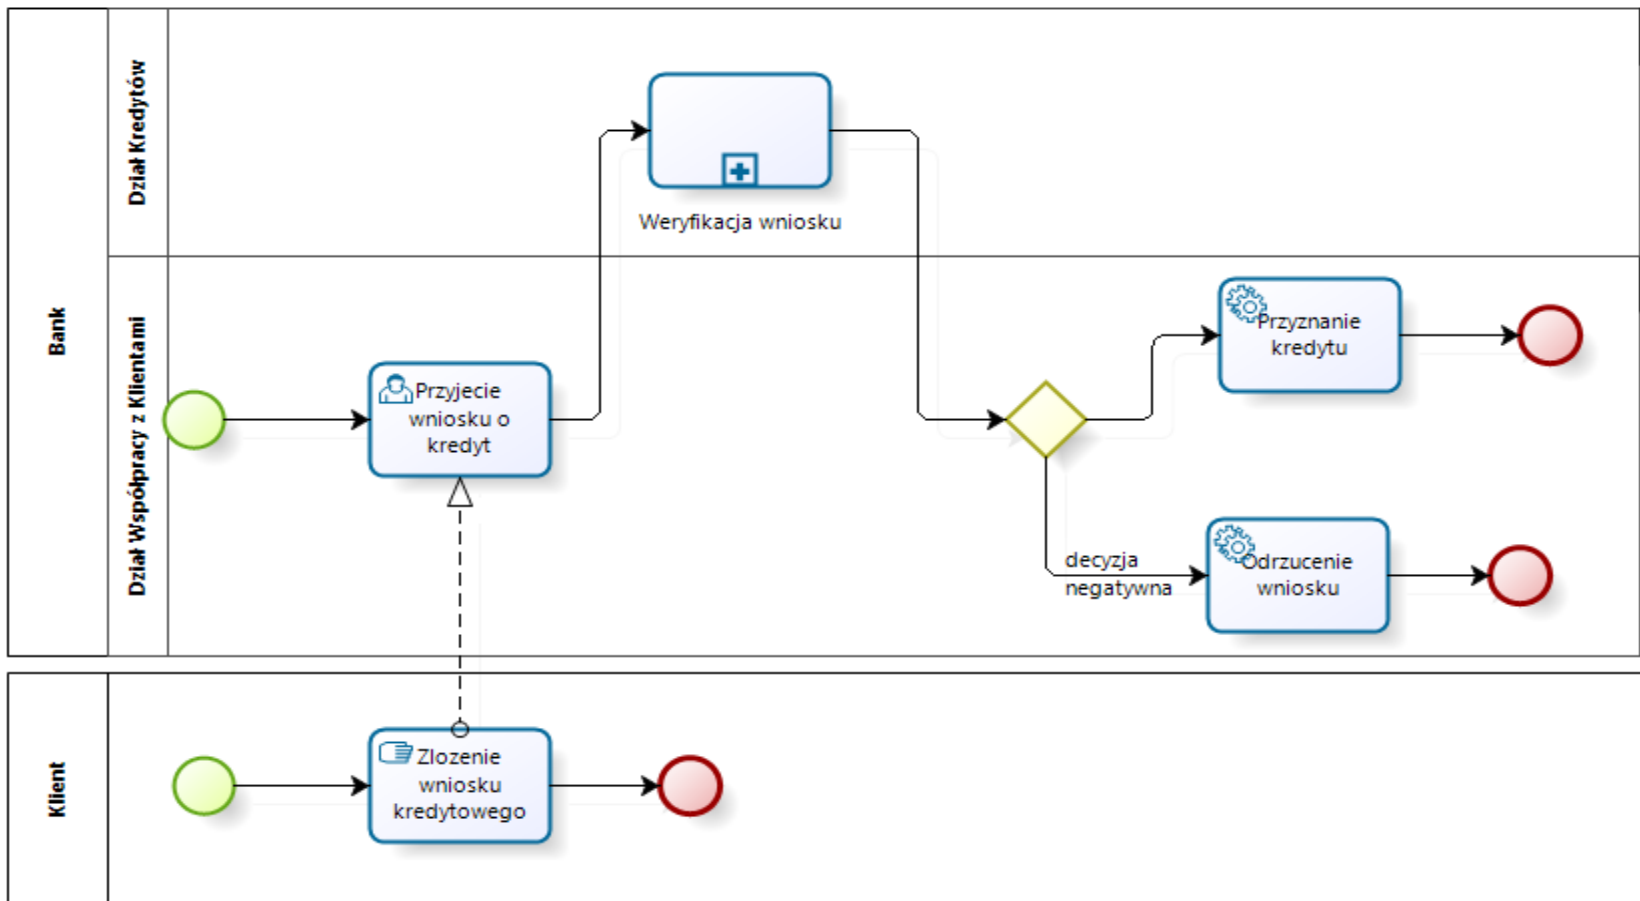 Bank
Dział Kredytów
Weryfikacja wniosku
Dział Współpracy z Klientami
Przyjecie
wniosku o
kredyt
Przyznanie
kredytu
decyzja
negatywna
Odrzucenie
wniosku
Klient
Zlozenie
wniosku
kredytowego